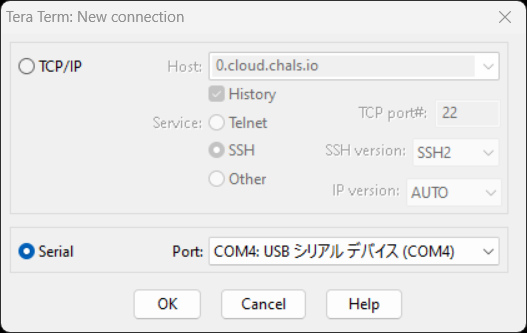 Tera Term: New connection
TCP/IP
Host: 0.cloud.chals.io
History
Service: Telnet
TCP port#: 22
SSH
SSH version: SSH2
Other
IP version: AUTO
Serial
Port: COM4: USB シリアル デバイス (COM4)
OK Cancel Help